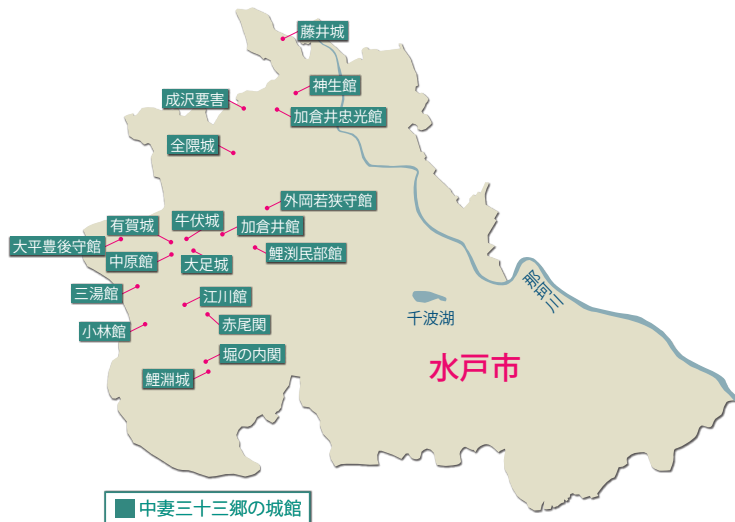 藤井城
神生館
成沢要害
加倉井忠光館
全隈城
外岡若狭守館
有賀城
牛伏城
加倉井館
大平豊後守館
中原館
大足城
鯉渕民部館
三湯館
江川館
小林館
赤尾関
堀の内関
鯉淵城
那珂川
千波湖
水戸市
中妻三十三郷の城館